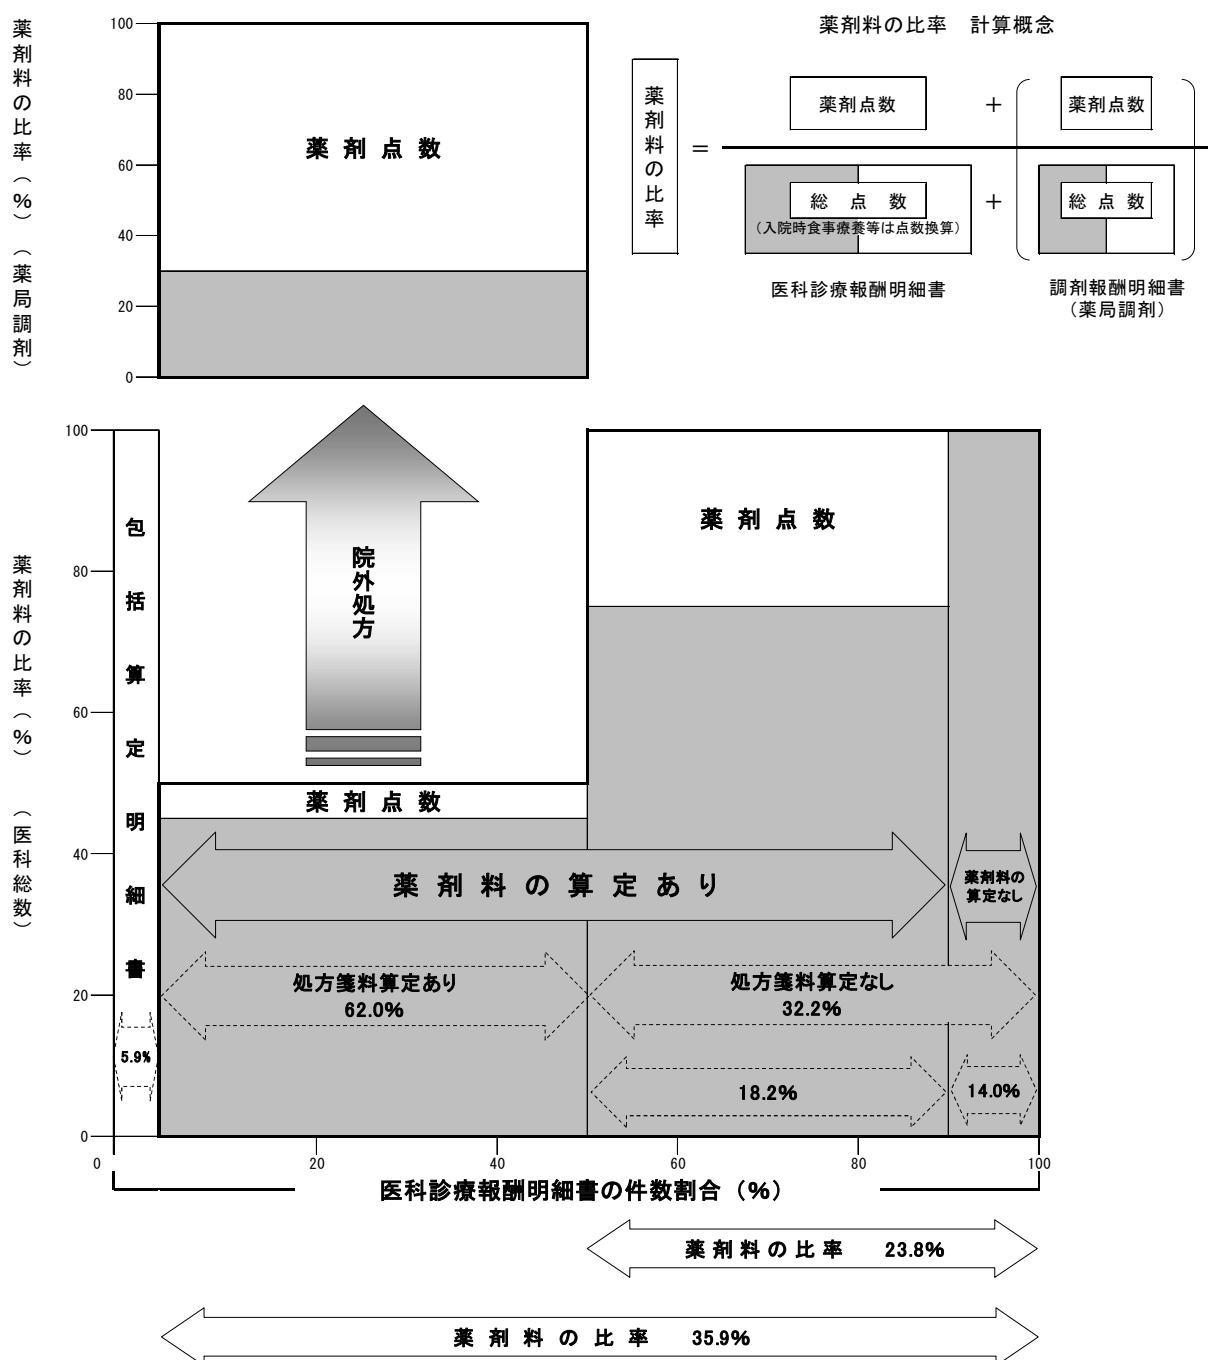 薬剤料の比率（％）（薬局調剤）
100
80
60
40
20
0
薬剤点数
薬剤料の比率　計算概念
薬剤料の比率
＝
薬剤点数
＋
薬剤点数
総点数
（入院時食事療養等は点数換算）
＋
総点数
医科診療報酬明細書
調剤報酬明細書
（薬局調剤）
薬剤料の比率（％）　（医科総数）
100
80
60
40
20
0
包括算定明細書
院外処方
薬剤点数
薬剤点数
薬剤料の算定あり
薬剤料の
算定なし
処方箋料算定あり
62.0%
処方箋料算定なし
32.2%
5.9%
18.2%
14.0%
0
20
40
60
80
100
医科診療報酬明細書の件数割合（％）
薬剤料の比率　23.8%
薬剤料の比率　35.9%